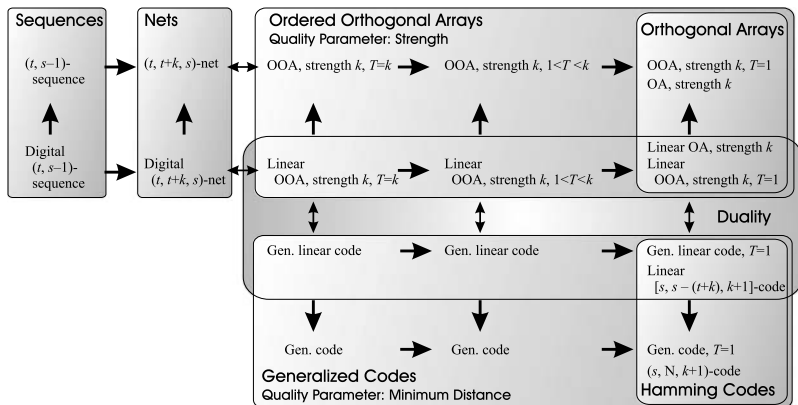 Sequences
Nets
Ordered Orthogonal Arrays
Quality Parameter: Strength
Orthogonal Arrays
(t, s–1)-
sequence
(t, t+k, s)-net
OOA, strength k, T=k
OOA, strength k, 1<T<k
OOA, strength k, T=1
OA, strength k
Digital
(t, s–1)-
sequence
Digital
(t, t+k, s)-net
Linear
OOA, strength k, T=k
Linear
OOA, strength k, 1<T<k
Linear OA, strength k
Linear
OOA, strength k, T=1
Duality
Gen. linear code
Gen. linear code
Gen. linear code, T=1
Linear
[s, s – (t+k), k+1]-code
Gen. code
Gen. code
Gen. code, T=1
(s, N, k+1)-code
Generalized Codes
Quality Parameter: Minimum Distance
Hamming Codes